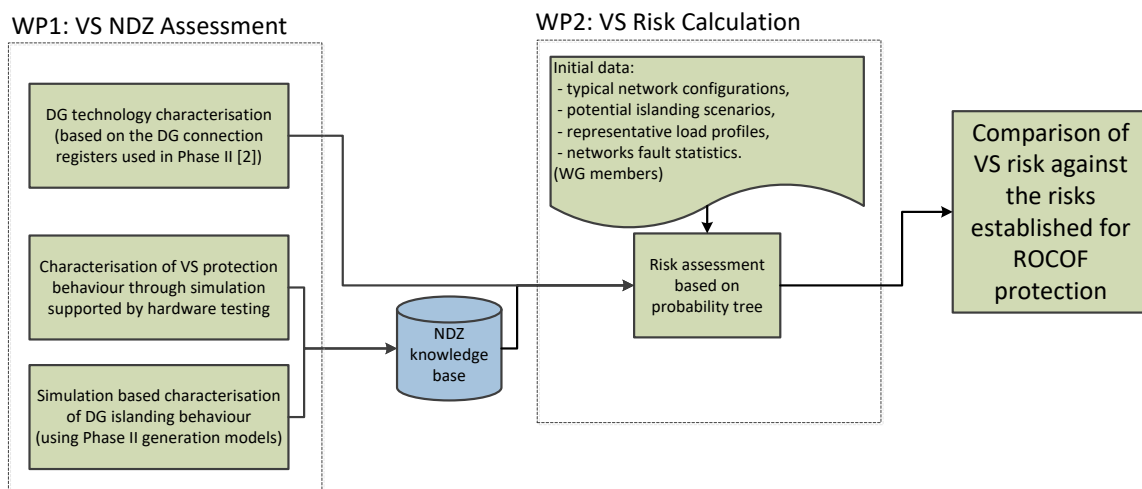 WP1: VS NDZ Assessment
DG technology characterisation
(based on the DG connection
registers used in Phase II [2])
Characterisation of VS protection
behaviour through simulation
supported by hardware testing
Simulation based characterisation
of DG islanding behaviour
(using Phase II generation models)
NDZ
knowledge
base
WP2: VS Risk Calculation
Initial data:
- typical network configurations,
- potential islanding scenarios,
- representative load profiles,
- networks fault statistics.
(WG members)
Risk assessment
based on
probability tree
Comparison of
VS risk against
the risks
established for
ROCOF
protection